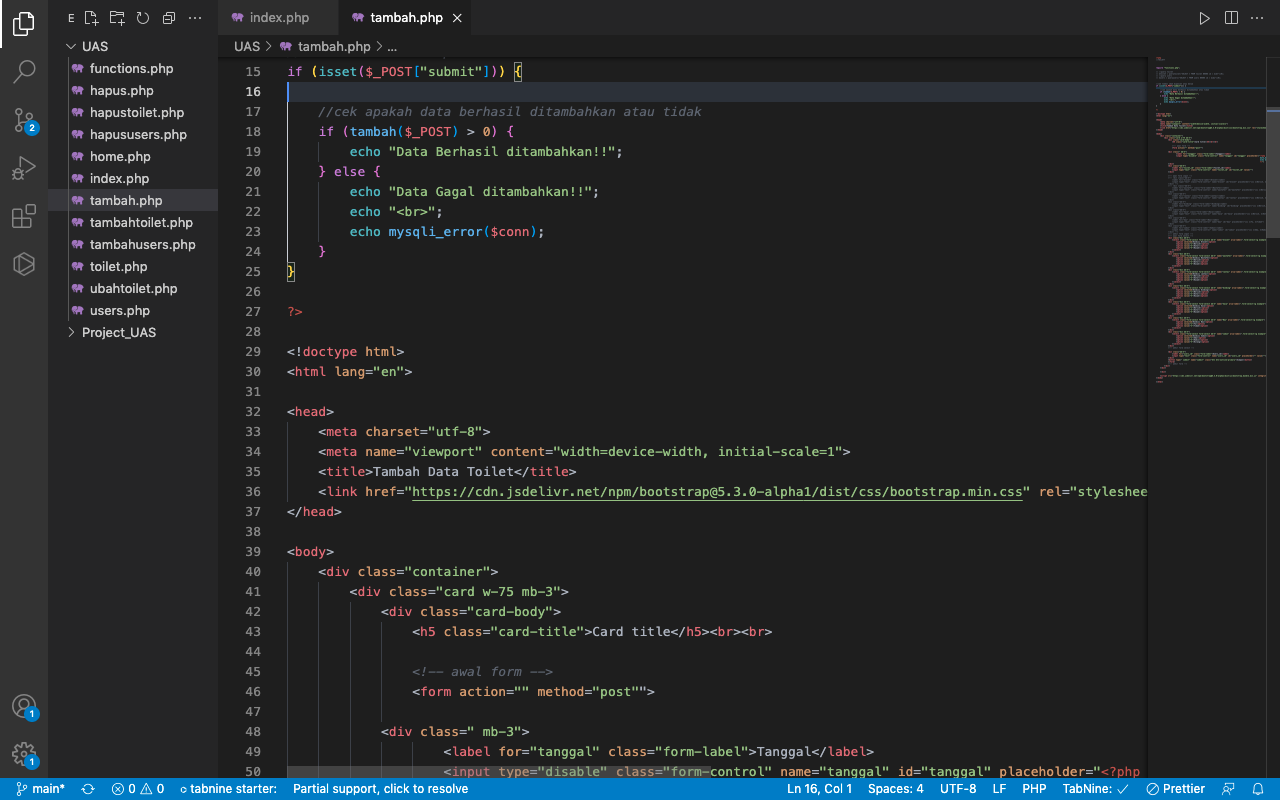 E
index.php
tambah.php
UAS
UAS > tambah.php > ...
functions.php
hapus.php
hapustoilet.php
hapususers.php
home.php
index.php
tambah.php
tambahtoilet.php
tambahusers.php
toilet.php
ubahtoilet.php
users.php
Project_UAS
2
1
1
15 if (isset($_POST["submit"])) {
16
17 //cek apakah data berhasil ditambahkan atau tidak
18 if (tambah($_POST) > 0) {
19 echo "Data Berhasil ditambahkan!!";
20 } else {
21 echo "Data Gagal ditambahkan!!";
22 echo "<br>";
23 echo mysqli_error($conn);
24 }
25 }
26
27 ?>
28
29 <!doctype html>
30 <html lang="en">
31
32 <head>
33 <meta charset="utf-8">
34 <meta name="viewport" content="width=device-width, initial-scale=1">
35 <title>Tambah Data Toilet</title>
36 <link href="https://cdn.jsdelivr.net/npm/bootstrap@5.3.0-alpha1/dist/css/bootstrap.min.css" rel="styleshee
37 </head>
38
39 <body>
40 <div class="container">
41 <div class="card w-75 mb-3">
42 <div class="card-body">
43 <h5 class="card-title">Card title</h5><br><br>
44
45 <!-- awal form -->
46 <form action="" method="post"">
47
48 <div class=" mb-3">
49 <label for="tanggal" class="form-label">Tanggal</label>
50 <input type="disable" class="form-control" name="tanggal" id="tanggal" placeholder="<?php
main* 0 0 tabnine starter: Partial support, click to resolve Ln 16, Col 1 Spaces: 4 UTF-8 LF PHP TabNine: Prettier